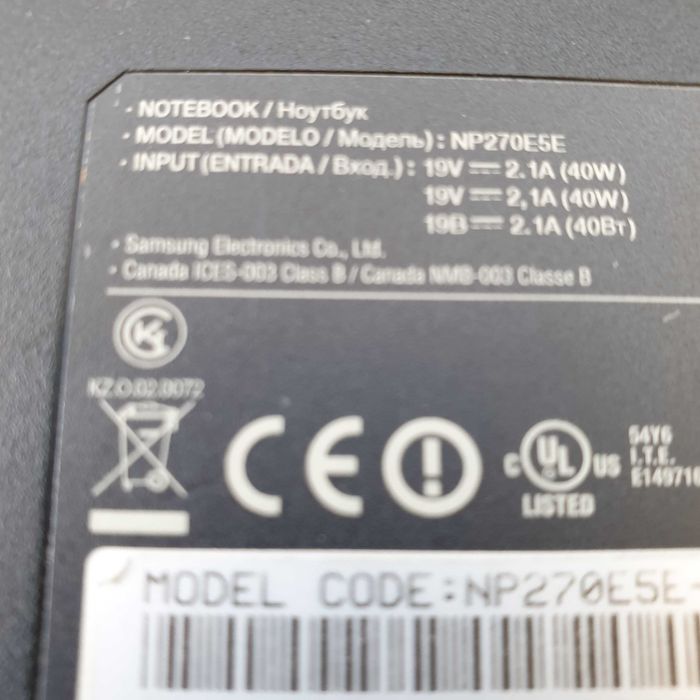 · NOTEBOOK / Ноутбук
· MODEL (MODELO / Модель) : NP270E5E
· INPUT (ENTRADA / Вход.) : 19V 2.1A (40W)
19V 2,1A (40W)
19В 2.1A (40Вт)
· Samsung Electronics Co., Ltd.
· Canada ICES-003 Class B / Canada NMB-003 Classe B
KZ.O.02.0072
CE
C UL US
LISTED
54Y6
I.T.E.
E149716
MODEL CODE:NP270E5E-